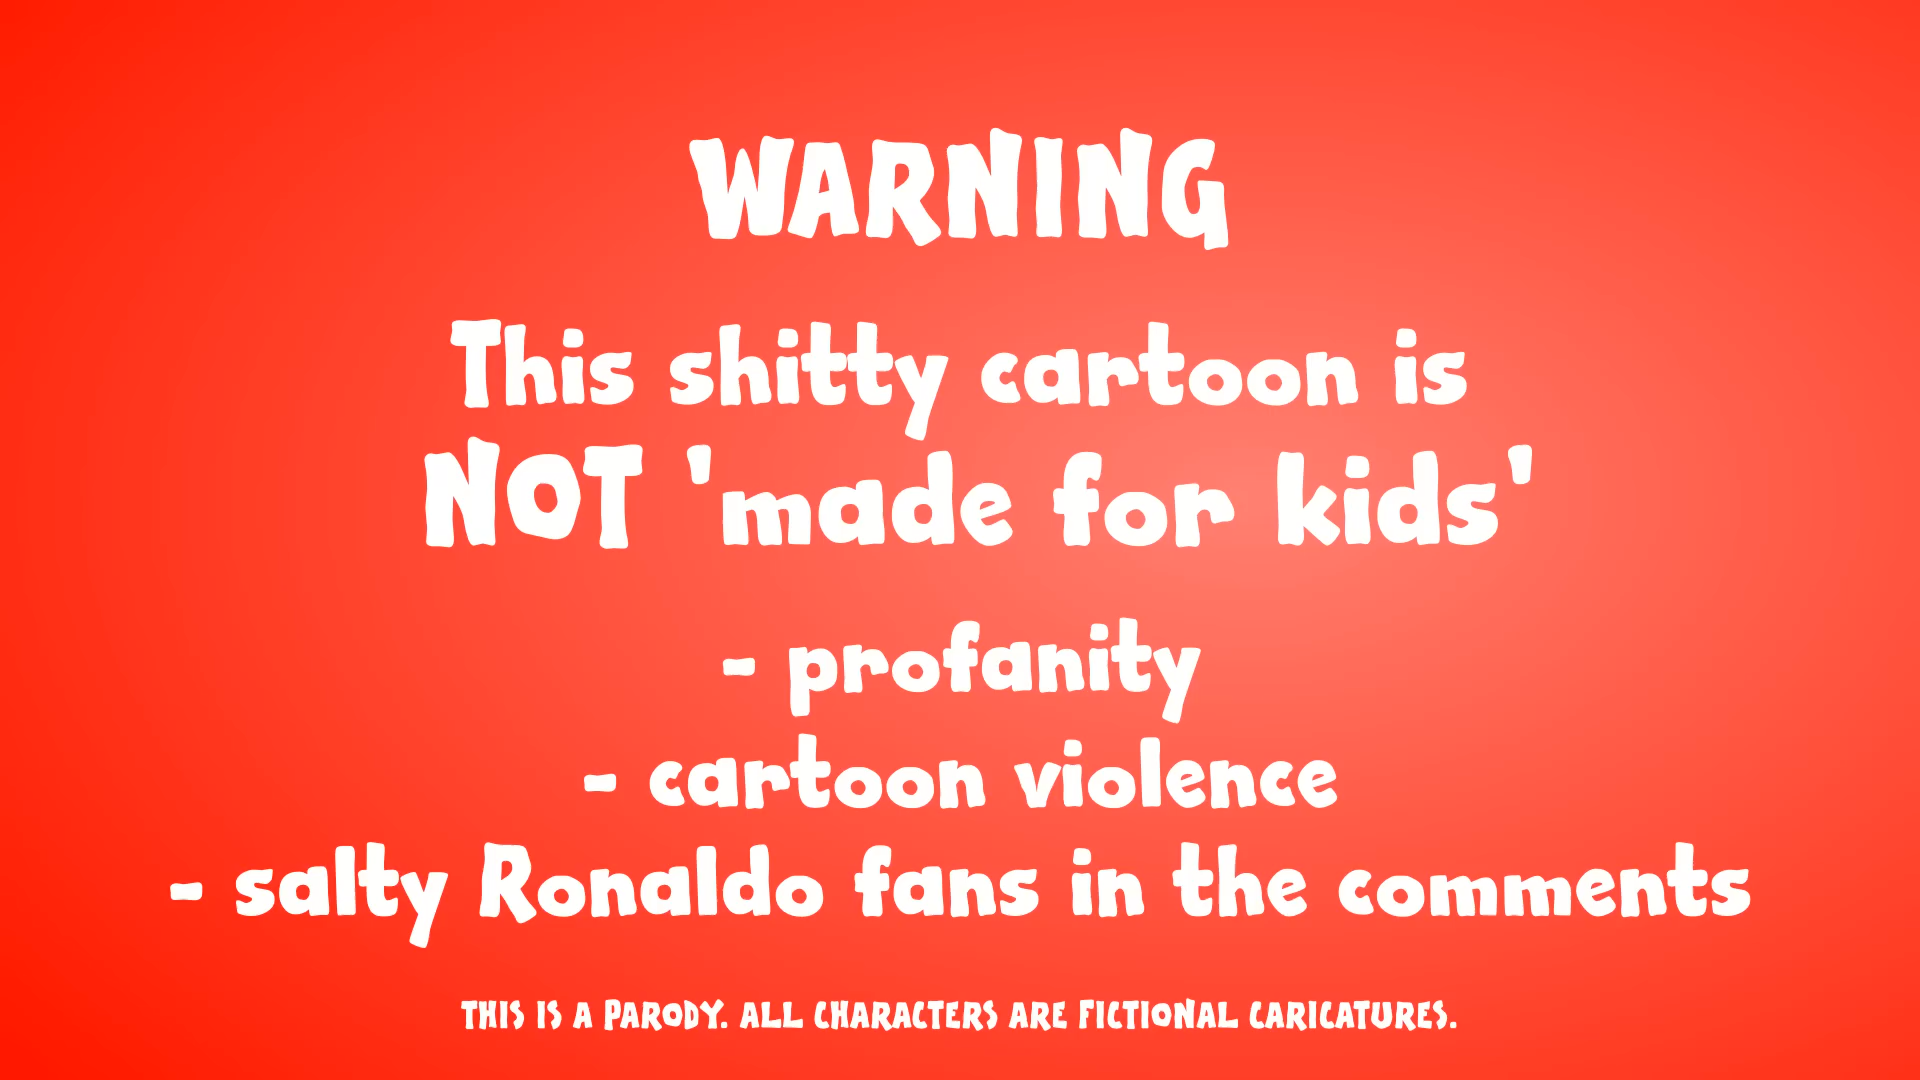 WARNING
This shitty cartoon is
NOT 'made for kids'
- profanity
- cartoon violence
- salty Ronaldo fans in the comments
THIS IS A PARODY. ALL CHARACTERS ARE FICTIONAL CARICATURES.